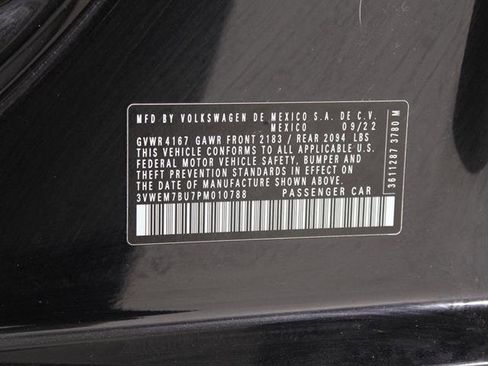 MFD BY VOLKSWAGEN DE MEXICO S.A. DE C.V.
MEXICO 09/22
GVWR 4167 GAWR FRONT 2183 / REAR 2094 LBS
THIS VEHICLE CONFORMS TO ALL APPLICABLE U.S.
FEDERAL MOTOR VEHICLE SAFETY, BUMPER AND
THEFT PREVENTION STANDARDS IN EFFECT ON THE
DATE OF MANUFACTURE SHOWN ABOVE.
3VWEM7BU7PM010788 PASSENGER CAR
3611287 3780 M